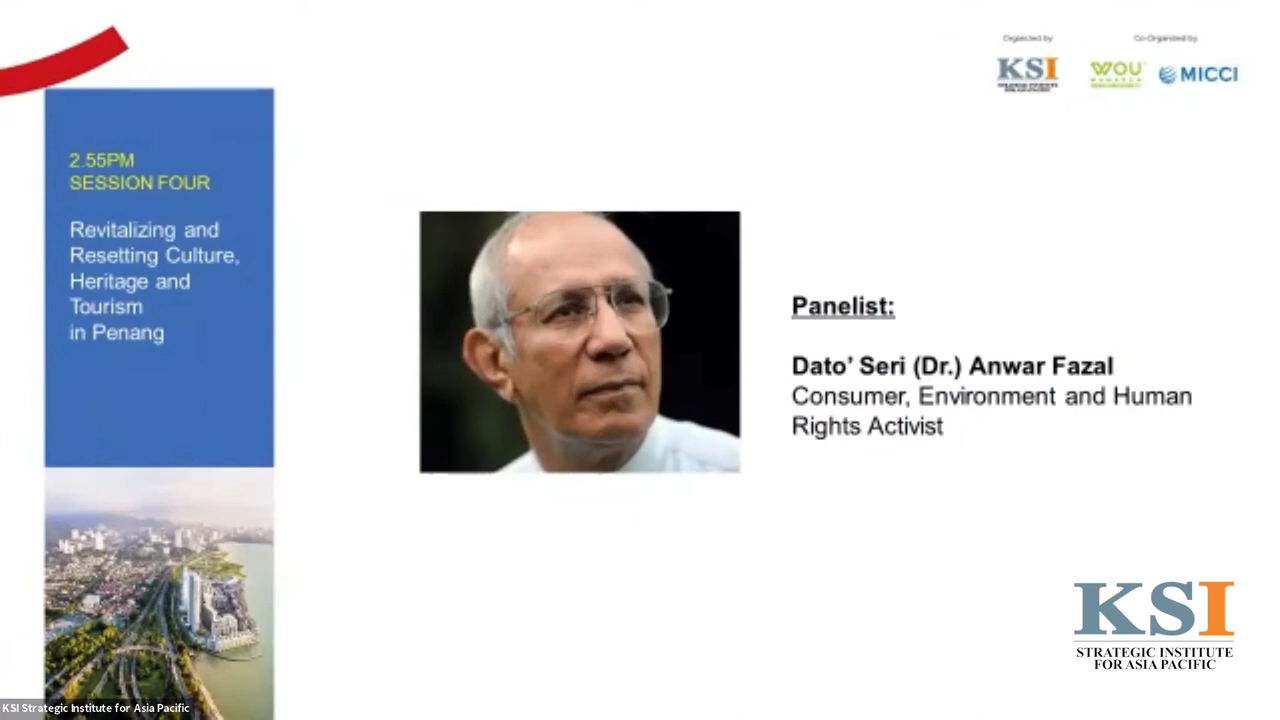 Organized by
Co-Organized by
KSI
WOU
MICCI
2.55PM
SESSION FOUR
Revitalizing and
Resetting Culture,
Heritage and
Tourism
in Penang
Panelist:
Dato' Seri (Dr.) Anwar Fazal
Consumer, Environment and Human
Rights Activist
KSI
STRATEGIC INSTITUTE
FOR ASIA PACIFIC
KSI Strategic Institute for Asia Pacific